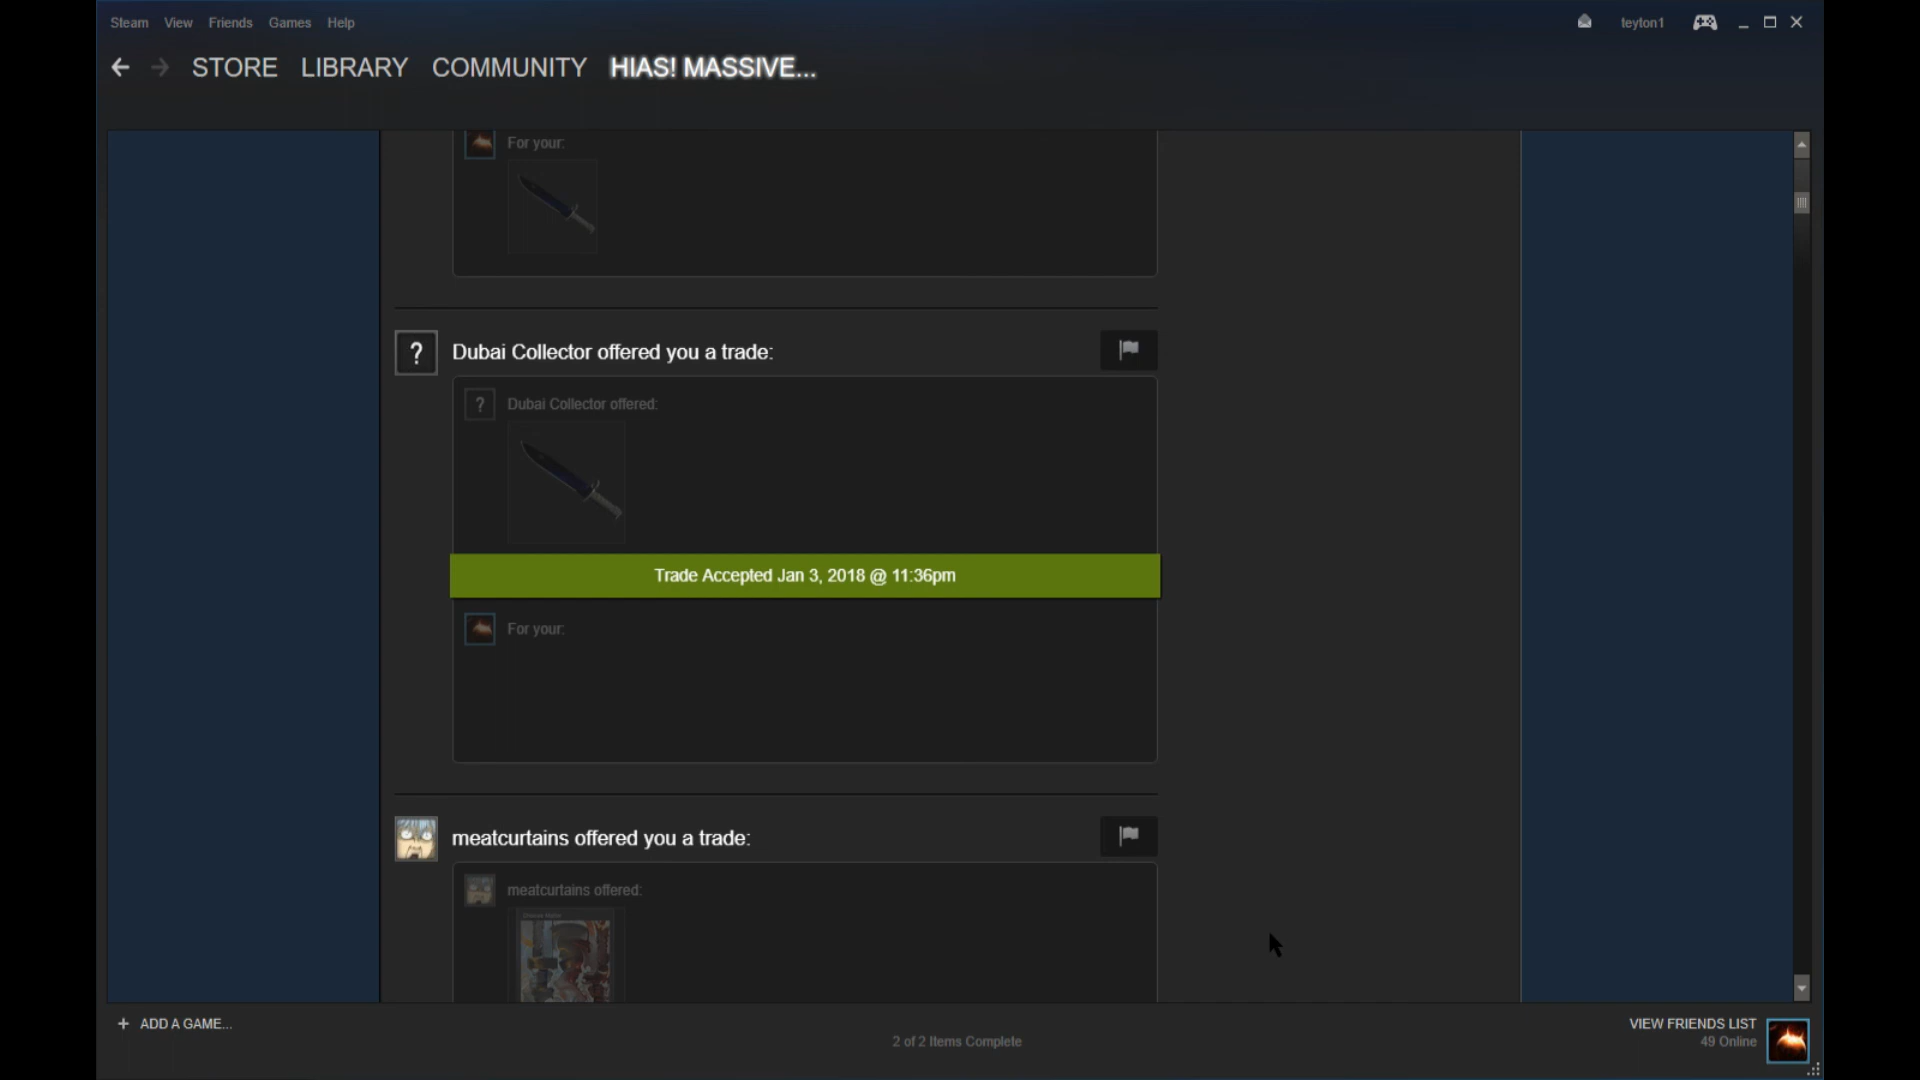 Steam View Friends Games Help
teyton1
STORE LIBRARY COMMUNITY HIAS! MASSIVE...
For your:
?
Dubai Collector offered you a trade:
?
Dubai Collector offered:
Trade Accepted Jan 3, 2018 @ 11:36pm
For your:
meatcurtains offered you a trade:
meatcurtains offered:
+ ADD A GAME...
2 of 2 Items Complete
VIEW FRIENDS LIST
49 Online